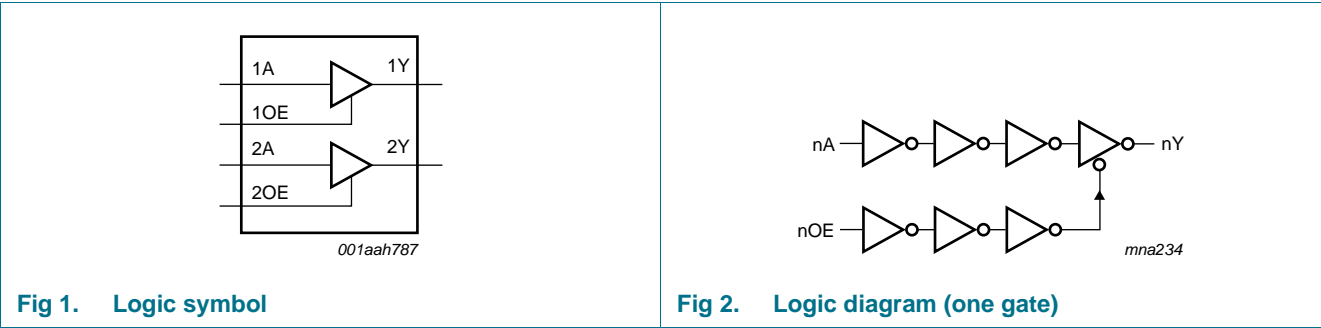 1A
1Y
1OE
2A
2Y
2OE
001aah787
Fig 1. Logic symbol
nA
nY
nOE
mna234
Fig 2. Logic diagram (one gate)